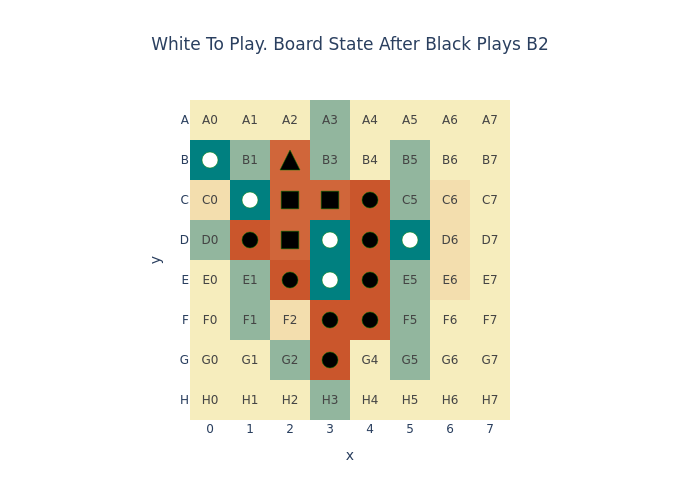 White To Play. Board State After Black Plays B2
A A0 A1 A2 A3 A4 A5 A6 A7
B B1 B3 B4 B5 B6 B7
C C0 C5 C6 C7
D D0 D6 D7
y
E E0 E1 E5 E6 E7
F F0 F1 F2 F5 F6 F7
G G0 G1 G2 G4 G5 G6 G7
H H0 H1 H2 H3 H4 H5 H6 H7
0 1 2 3 4 5 6 7
x